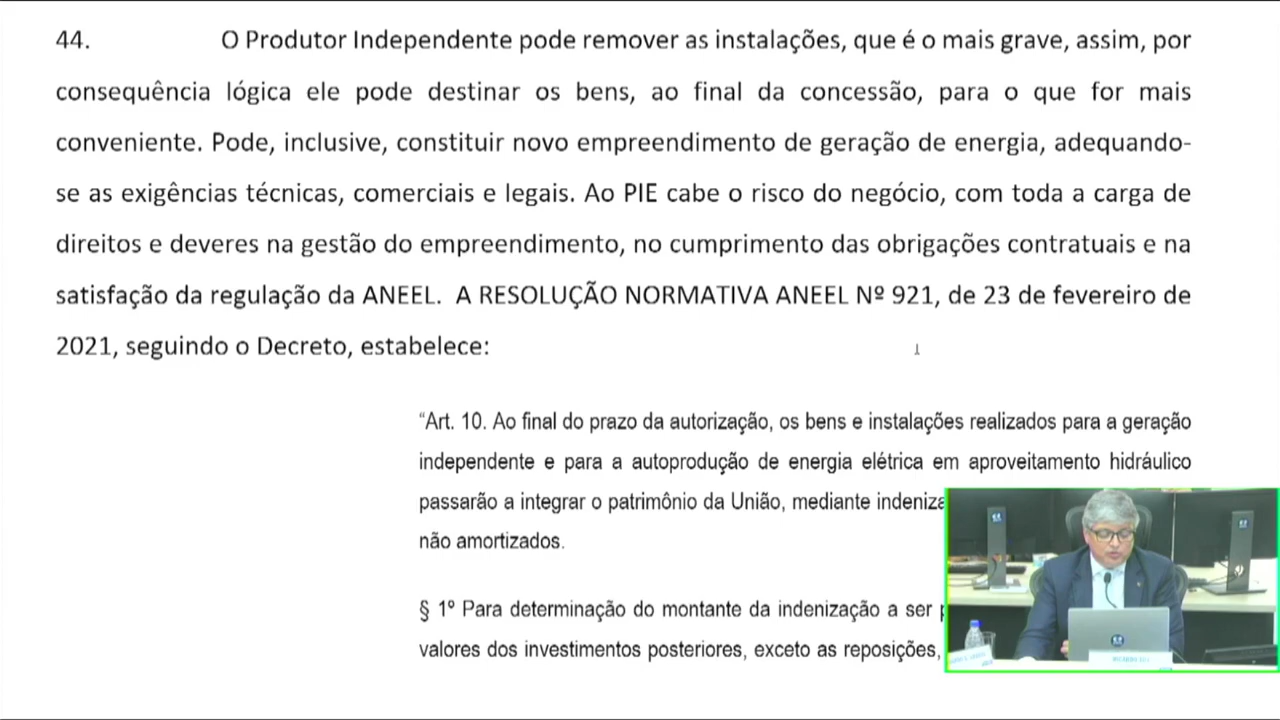 44. O Produtor Independente pode remover as instalações, que é o mais grave, assim, por
consequência lógica ele pode destinar os bens, ao final da concessão, para o que for mais
conveniente. Pode, inclusive, constituir novo empreendimento de geração de energia, adequando-
se as exigências técnicas, comerciais e legais. Ao PIE cabe o risco do negócio, com toda a carga de
direitos e deveres na gestão do empreendimento, no cumprimento das obrigações contratuais e na
satisfação da regulação da ANEEL. A RESOLUÇÃO NORMATIVA ANEEL Nº 921, de 23 de fevereiro de
2021, seguindo o Decreto, estabelece:
“Art. 10. Ao final do prazo da autorização, os bens e instalações realizados para a geração
independente e para a autoprodução de energia elétrica em aproveitamento hidráulico
passarão a integrar o patrimônio da União, mediante
não amortizados.
§ 1º Para determinação do montante da indenização a ser
valores dos investimentos posteriores, exceto as reposições,